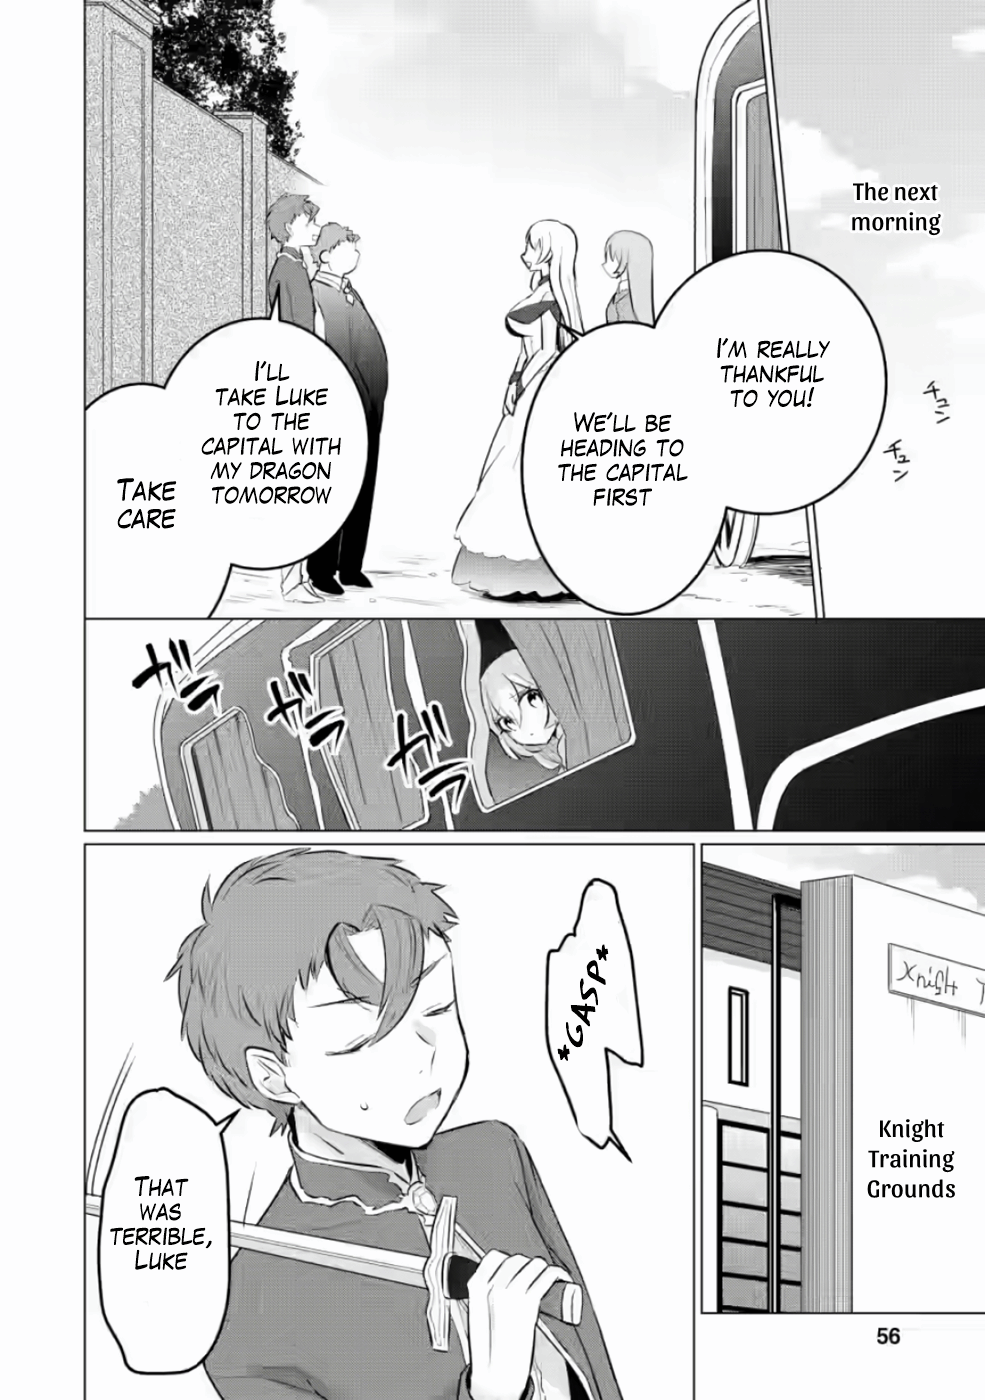 The next
morning
I'M REALLY
THANKFUL
TO YOU!
WE'LL BE
HEADING TO
THE CAPITAL
FIRST
チュン
チュン
I'LL
TAKE LUKE
TO THE
CAPITAL WITH
MY DRAGON
TOMORROW
TAKE
CARE
ガラ
ガラ
Knight
Knight
Training
Grounds
*GASP*
THAT
WAS
TERRIBLE,
LUKE
56